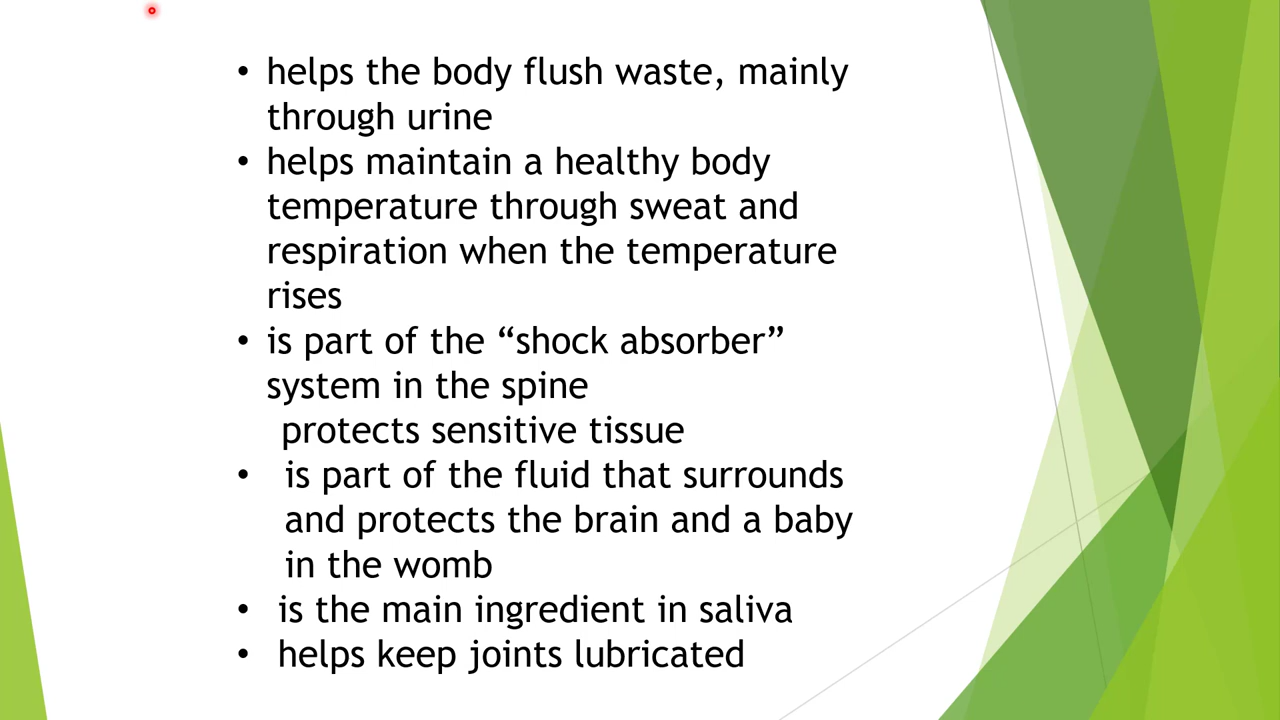 • helps the body flush waste, mainly
through urine
• helps maintain a healthy body
temperature through sweat and
respiration when the temperature
rises
• is part of the “shock absorber”
system in the spine
protects sensitive tissue
• is part of the fluid that surrounds
and protects the brain and a baby
in the womb
• is the main ingredient in saliva
• helps keep joints lubricated